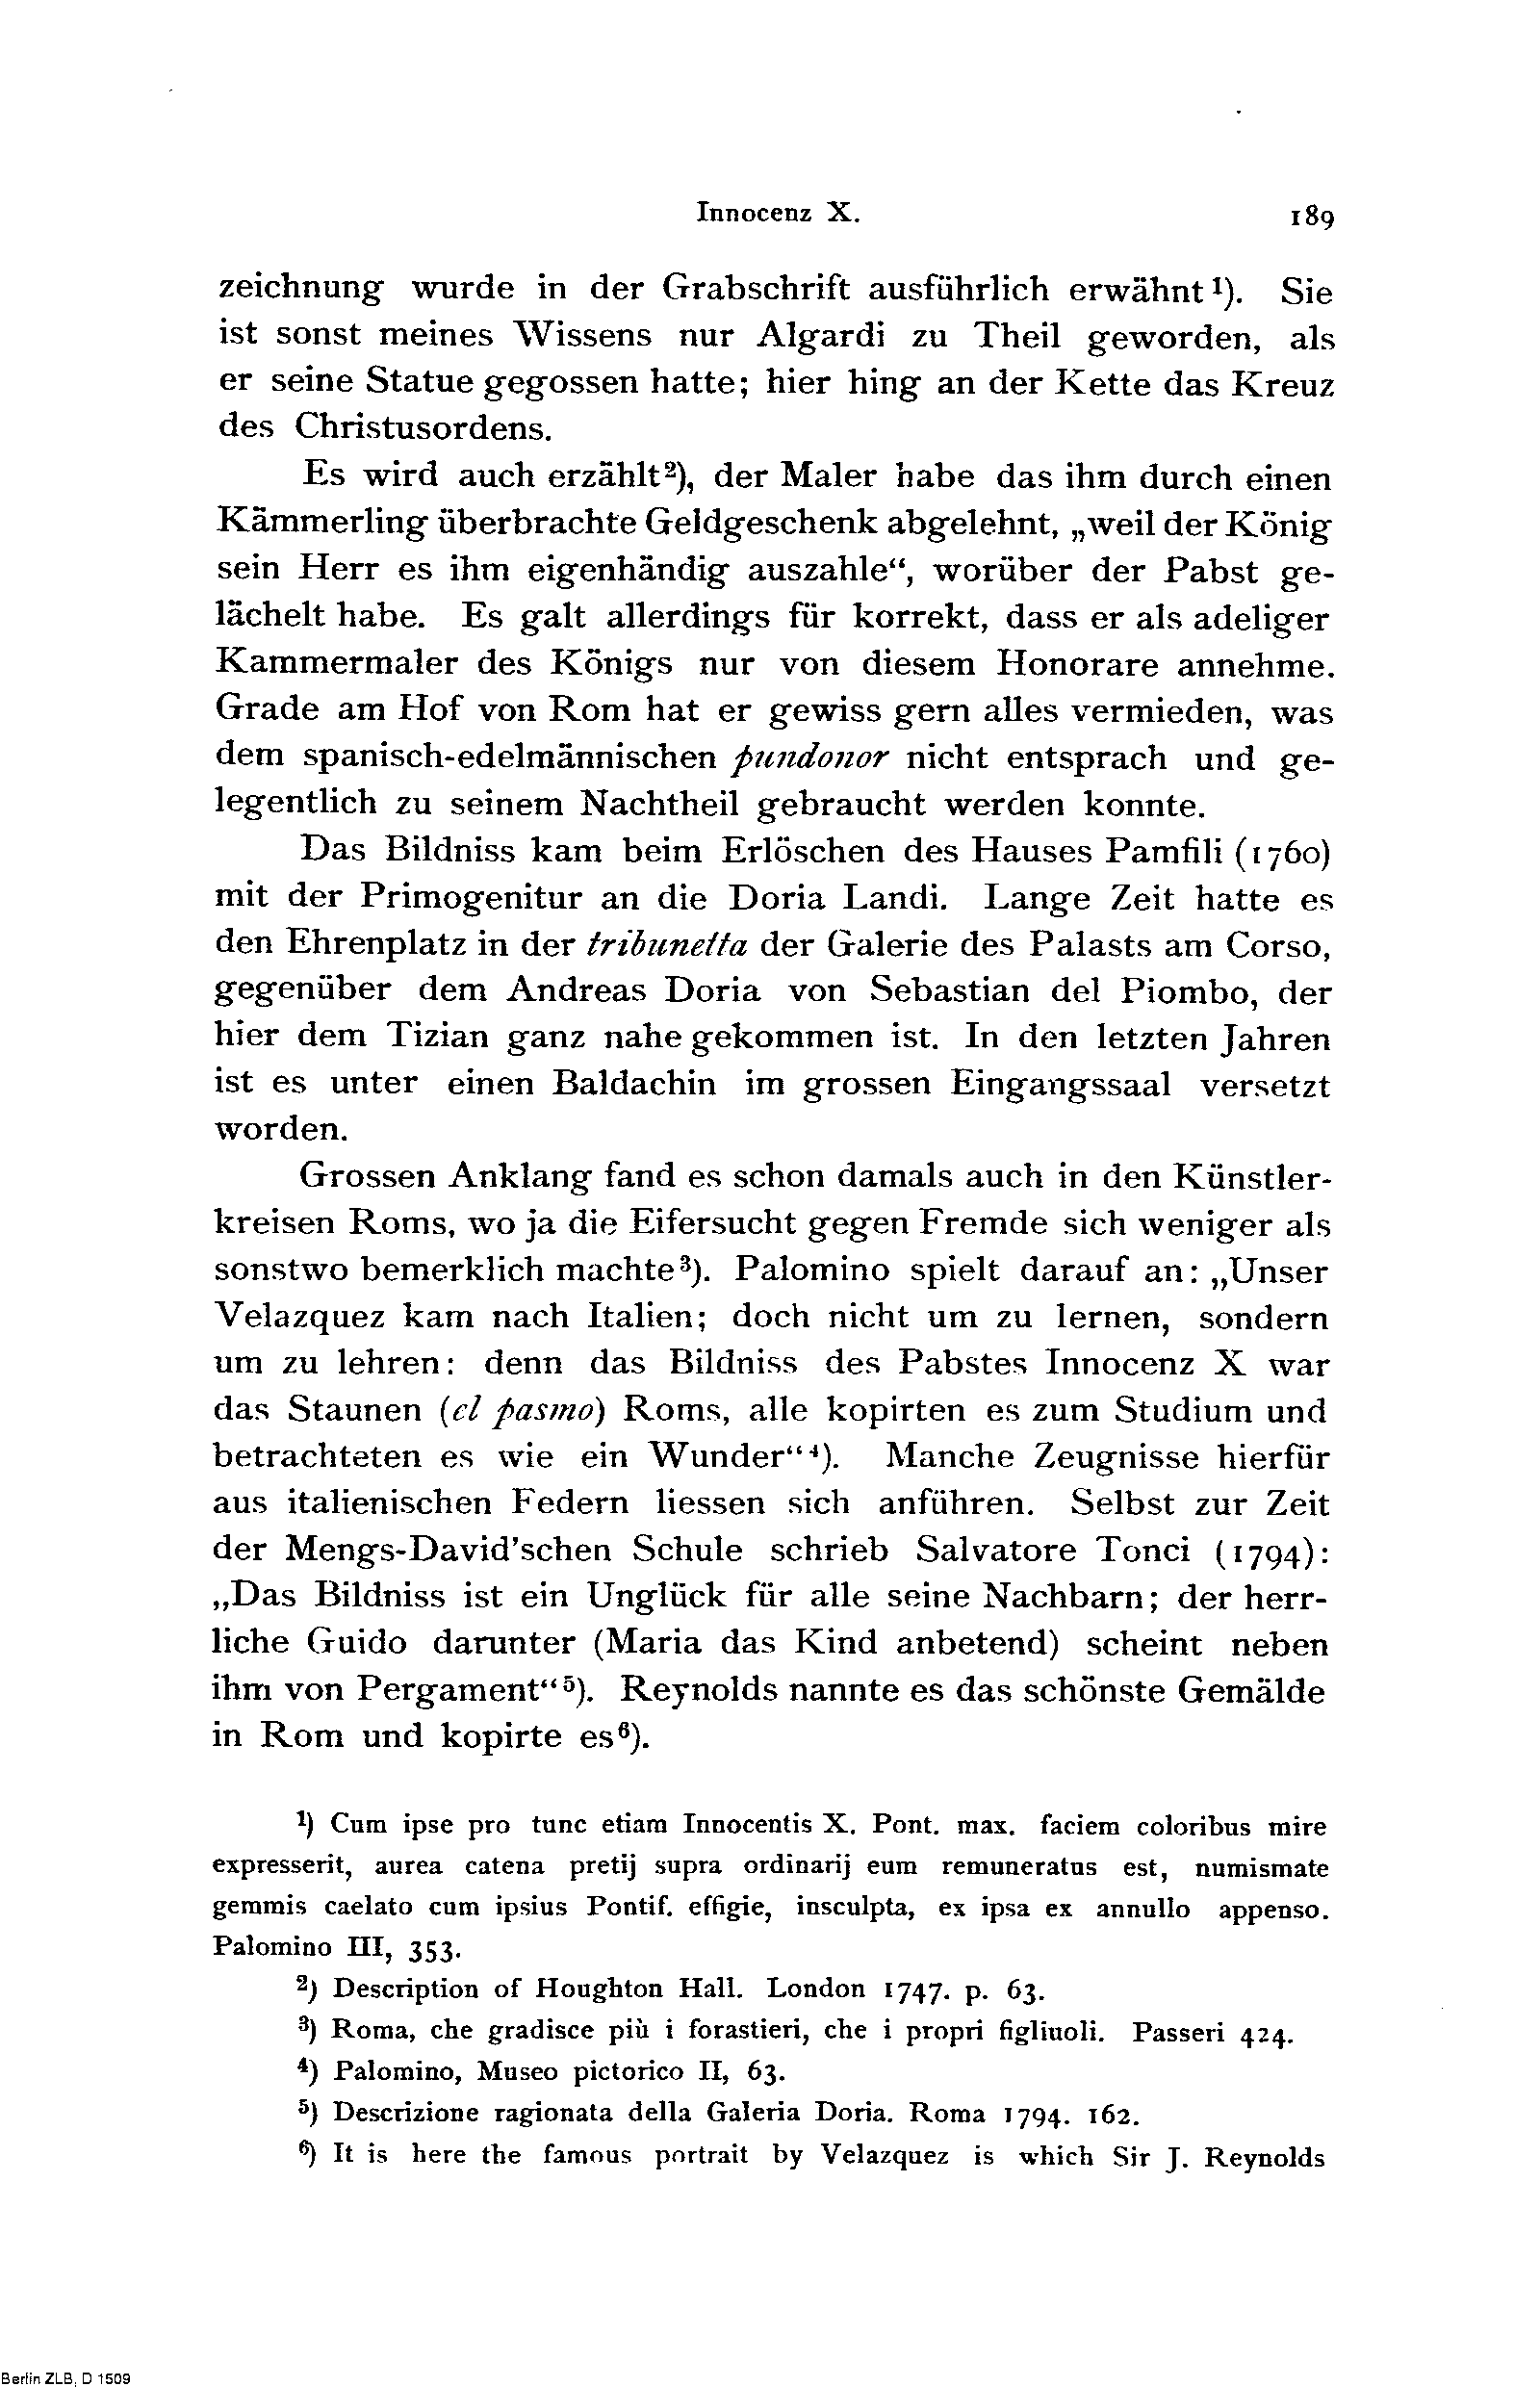 Innocenz X. 189
zeichnung wurde in der Grabschrift ausführlich erwähnt¹). Sie
ist sonst meines Wissens nur Algardi zu Theil geworden, als
er seine Statue gegossen hatte; hier hing an der Kette das Kreuz
des Christusordens.
Es wird auch erzählt²), der Maler habe das ihm durch einen
Kämmerling überbrachte Geldgeschenk abgelehnt, „weil der König
sein Herr es ihm eigenhändig auszahle“, worüber der Pabst ge-
lächelt habe. Es galt allerdings für korrekt, dass er als adeliger
Kammermaler des Königs nur von diesem Honorare annehme.
Grade am Hof von Rom hat er gewiss gern alles vermieden, was
dem spanisch-edelmännischen pundonor nicht entsprach und ge-
legentlich zu seinem Nachtheil gebraucht werden konnte.
Das Bildniss kam beim Erlöschen des Hauses Pamfili (1760)
mit der Primogenitur an die Doria Landi. Lange Zeit hatte es
den Ehrenplatz in der tribunetta der Galerie des Palasts am Corso,
gegenüber dem Andreas Doria von Sebastian del Piombo, der
hier dem Tizian ganz nahe gekommen ist. In den letzten Jahren
ist es unter einen Baldachin im grossen Eingangssaal versetzt
worden.
Grossen Anklang fand es schon damals auch in den Künstler-
kreisen Roms, wo ja die Eifersucht gegen Fremde sich weniger als
sonstwo bemerklich machte³). Palomino spielt darauf an: „Unser
Velazquez kam nach Italien; doch nicht um zu lernen, sondern
um zu lehren: denn das Bildniss des Pabstes Innocenz X war
das Staunen (el pasmo) Roms, alle kopirten es zum Studium und
betrachteten es wie ein Wunder“⁴). Manche Zeugnisse hierfür
aus italienischen Federn liessen sich anführen. Selbst zur Zeit
der Mengs-David'schen Schule schrieb Salvatore Tonci (1794):
„Das Bildniss ist ein Unglück für alle seine Nachbarn; der herr-
liche Guido darunter (Maria das Kind anbetend) scheint neben
ihm von Pergament“⁵). Reynolds nannte es das schönste Gemälde
in Rom und kopirte es⁶).
¹) Cum ipse pro tunc etiam Innocentis X. Pont. max. faciem coloribus mire
expresserit, aurea catena pretij supra ordinarij eum remuneratus est, numismate
gemmis caelato cum ipsius Pontif. effigie, insculpta, ex ipsa ex annullo appenso.
Palomino III, 353.
²) Description of Houghton Hall. London 1747. p. 63.
³) Roma, che gradisce più i forastieri, che i propri figliuoli. Passeri 424.
⁴) Palomino, Museo pictorico II, 63.
⁵) Descrizione ragionata della Galeria Doria. Roma 1794. 162.
⁶) It is here the famous portrait by Velazquez is which Sir J. Reynolds
Berlin ZLB, D 1509